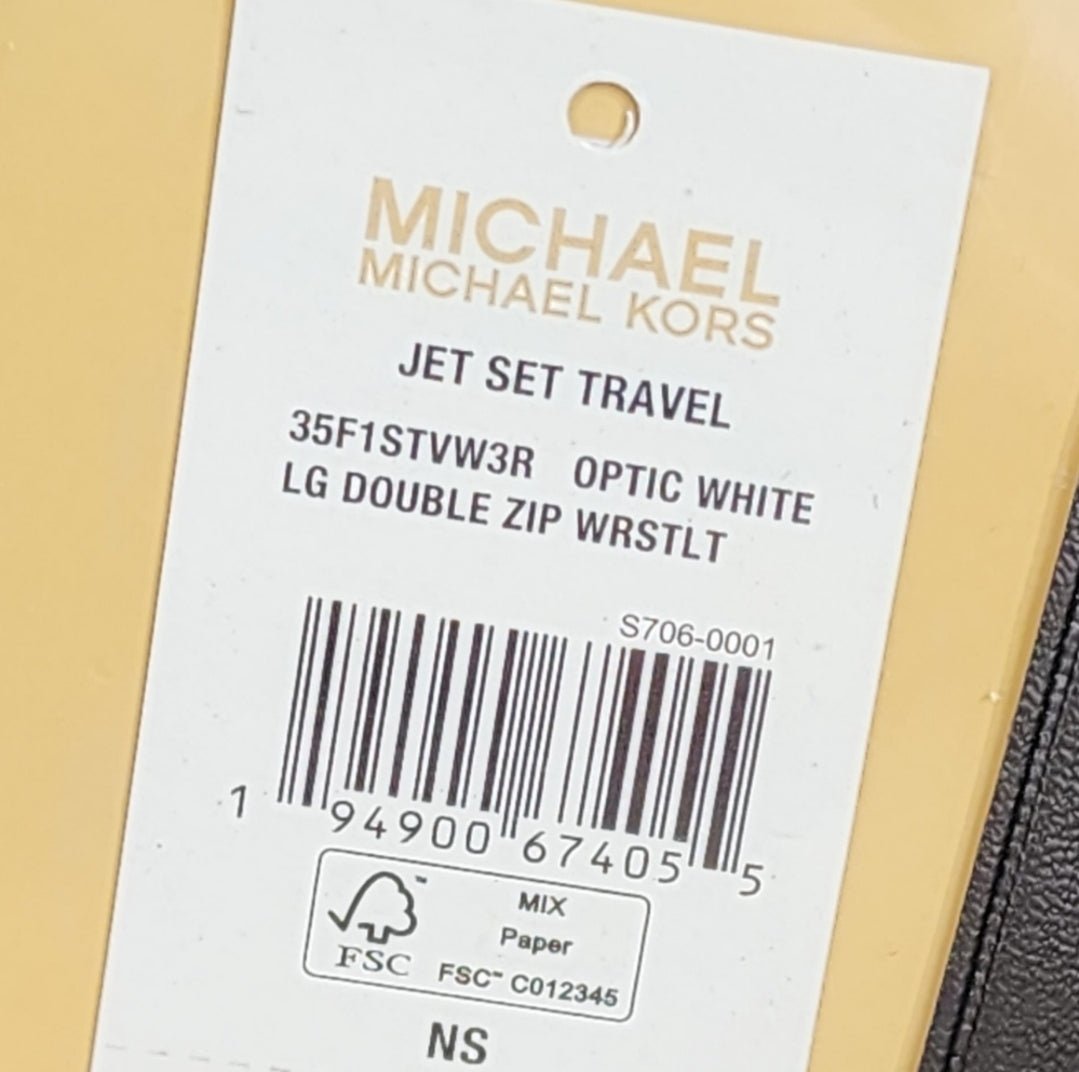 MICHAEL
MICHAEL KORS
JET SET TRAVEL
35F1STVW3R OPTIC WHITE
LG DOUBLE ZIP WRSTLT
S706-0001
1 94900 67405 5
MIX
Paper
FSC™ C012345
FSC
NS